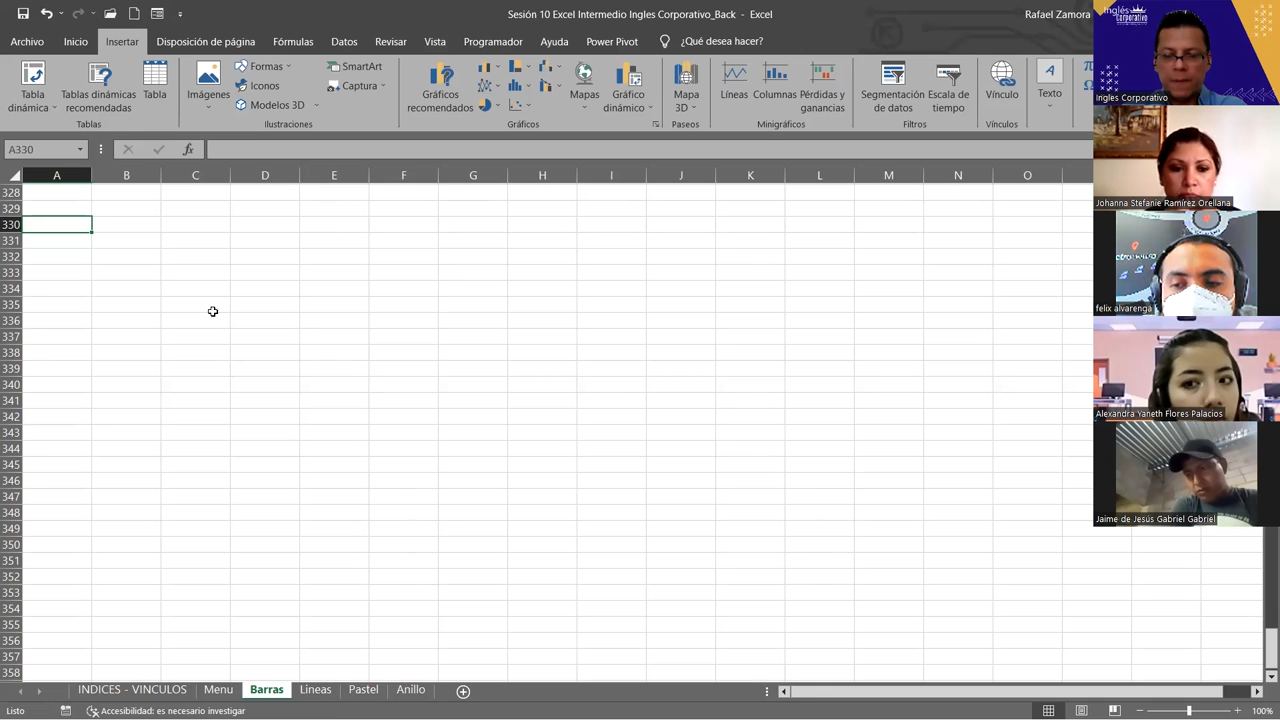 Sesión 10 Excel Intermedio Ingles Corporativo_Back - Excel
Rafael Zamora
Archivo Inicio Insertar Disposición de página Fórmulas Datos Revisar Vista Programador Ayuda Power Pivot ¿Qué desea hacer?
Tabla dinámica Tablas dinámicas recomendadas Tabla
Tablas
Imágenes Formas Iconos Modelos 3D SmartArt Captura
Ilustraciones
Gráficos recomendados Mapas Gráfico dinámico
Gráficos
Mapa 3D
Paseos
Líneas Columnas Pérdidas y ganancias
Minigráficos
Segmentación de datos Escala de tiempo
Filtros
Vínculo
Vínculos
Texto
A330 fx
A B C D E F G H I J K L M N O
328
329
330
331
332
333
334
335
336
337
338
339
340
341
342
343
344
345
346
347
348
349
350
351
352
353
354
355
356
357
358
INDICES - VINCULOS Menu Barras Lineas Pastel Anillo
Listo Accesibilidad: es necesario investigar 100%
Inglés
Corporativo
Ingles Corporativo
Johanna Stefanie Ramírez Orellana
felix alvarenga
Alexandra Yaneth Flores Palacios
Jaime de Jesús Gabriel Gabriel